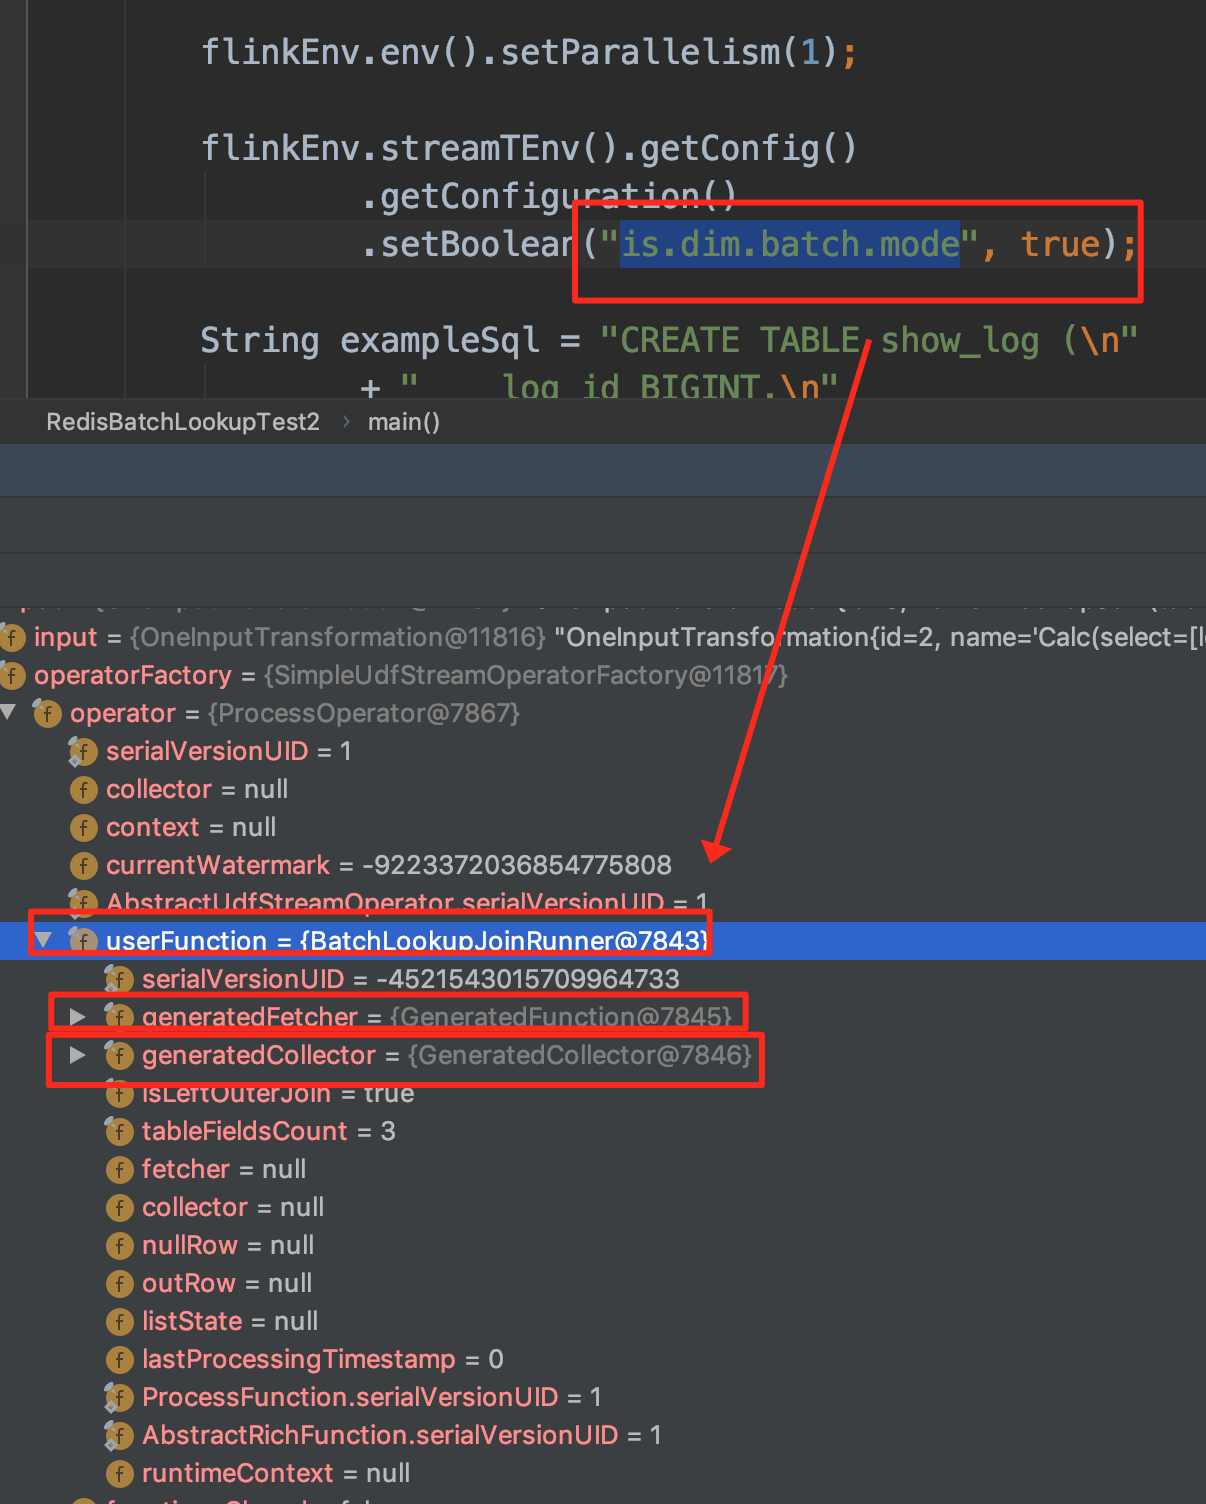 flinkEnv.env().setParallelism(1);
flinkEnv.streamTEnv().getConfig()
.getConfiguration()
.setBoolean("is.dim.batch.mode", true);
String exampleSql = "CREATE TABLE show_log (\n"
+ "    log_id BIGINT,\n"
RedisBatchLookupTest2 › main()
input = {OneInputTransformation@11816} "OneInputTransformation{id=2, name='Calc(select=[l
operatorFactory = {SimpleUdfStreamOperatorFactory@11817}
operator = {ProcessOperator@7867}
serialVersionUID = 1
collector = null
context = null
currentWatermark = -9223372036854775808
AbstractUdfStreamOperator.serialVersionUID = 1
userFunction = {BatchLookupJoinRunner@7843}
serialVersionUID = -4521543015709964733
generatedFetcher = {GeneratedFunction@7845}
generatedCollector = {GeneratedCollector@7846}
isLeftOuterJoin = true
tableFieldsCount = 3
fetcher = null
collector = null
nullRow = null
outRow = null
listState = null
lastProcessingTimestamp = 0
ProcessFunction.serialVersionUID = 1
AbstractRichFunction.serialVersionUID = 1
runtimeContext = null